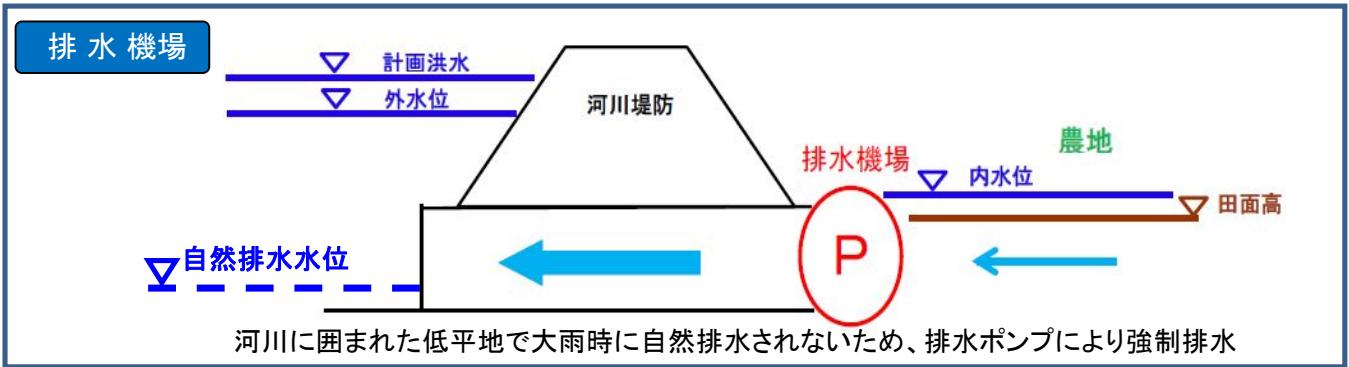 排水機場
計画洪水
外水位
河川堤防
農地
排水機場
内水位
田面高
P
自然排水水位
河川に囲まれた低平地で大雨時に自然排水されないため、排水ポンプにより強制排水